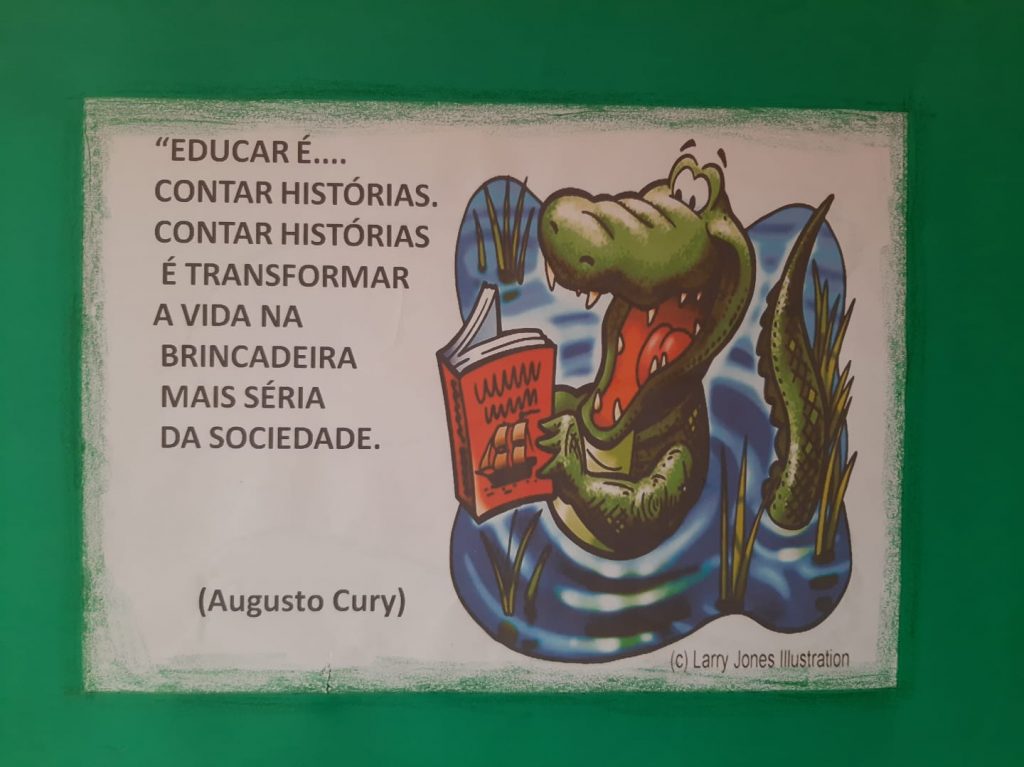 “EDUCAR É....
CONTAR HISTÓRIAS.
CONTAR HISTÓRIAS
É TRANSFORMAR
A VIDA NA
BRINCADEIRA
MAIS SÉRIA
DA SOCIEDADE.
(Augusto Cury)
(c) Larry Jones Illustration